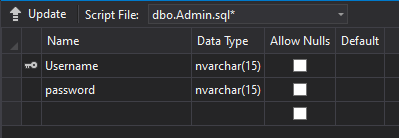 Update Script File: dbo.Admin.sql*
Name Data Type Allow Nulls Default
Username nvarchar(15)
password nvarchar(15)